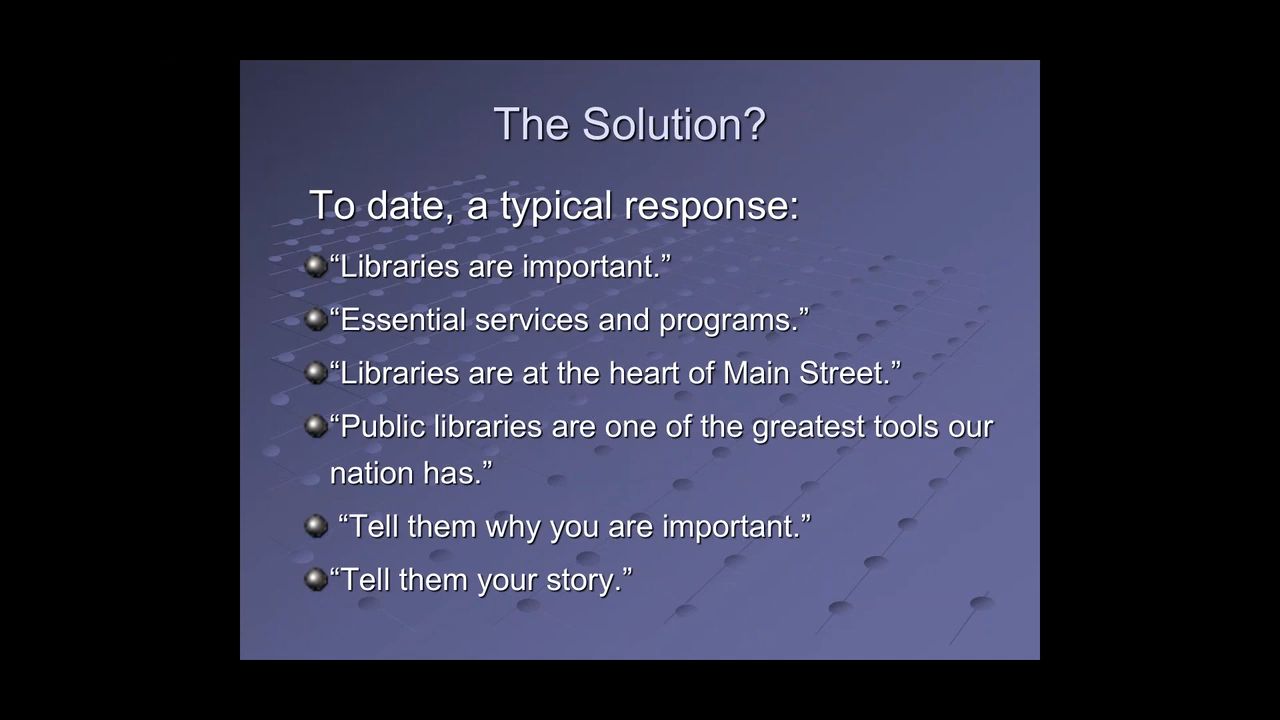 The Solution?
To date, a typical response:
“Libraries are important.”
“Essential services and programs.”
“Libraries are at the heart of Main Street.”
“Public libraries are one of the greatest tools our
nation has.”
“Tell them why you are important.”
“Tell them your story.”